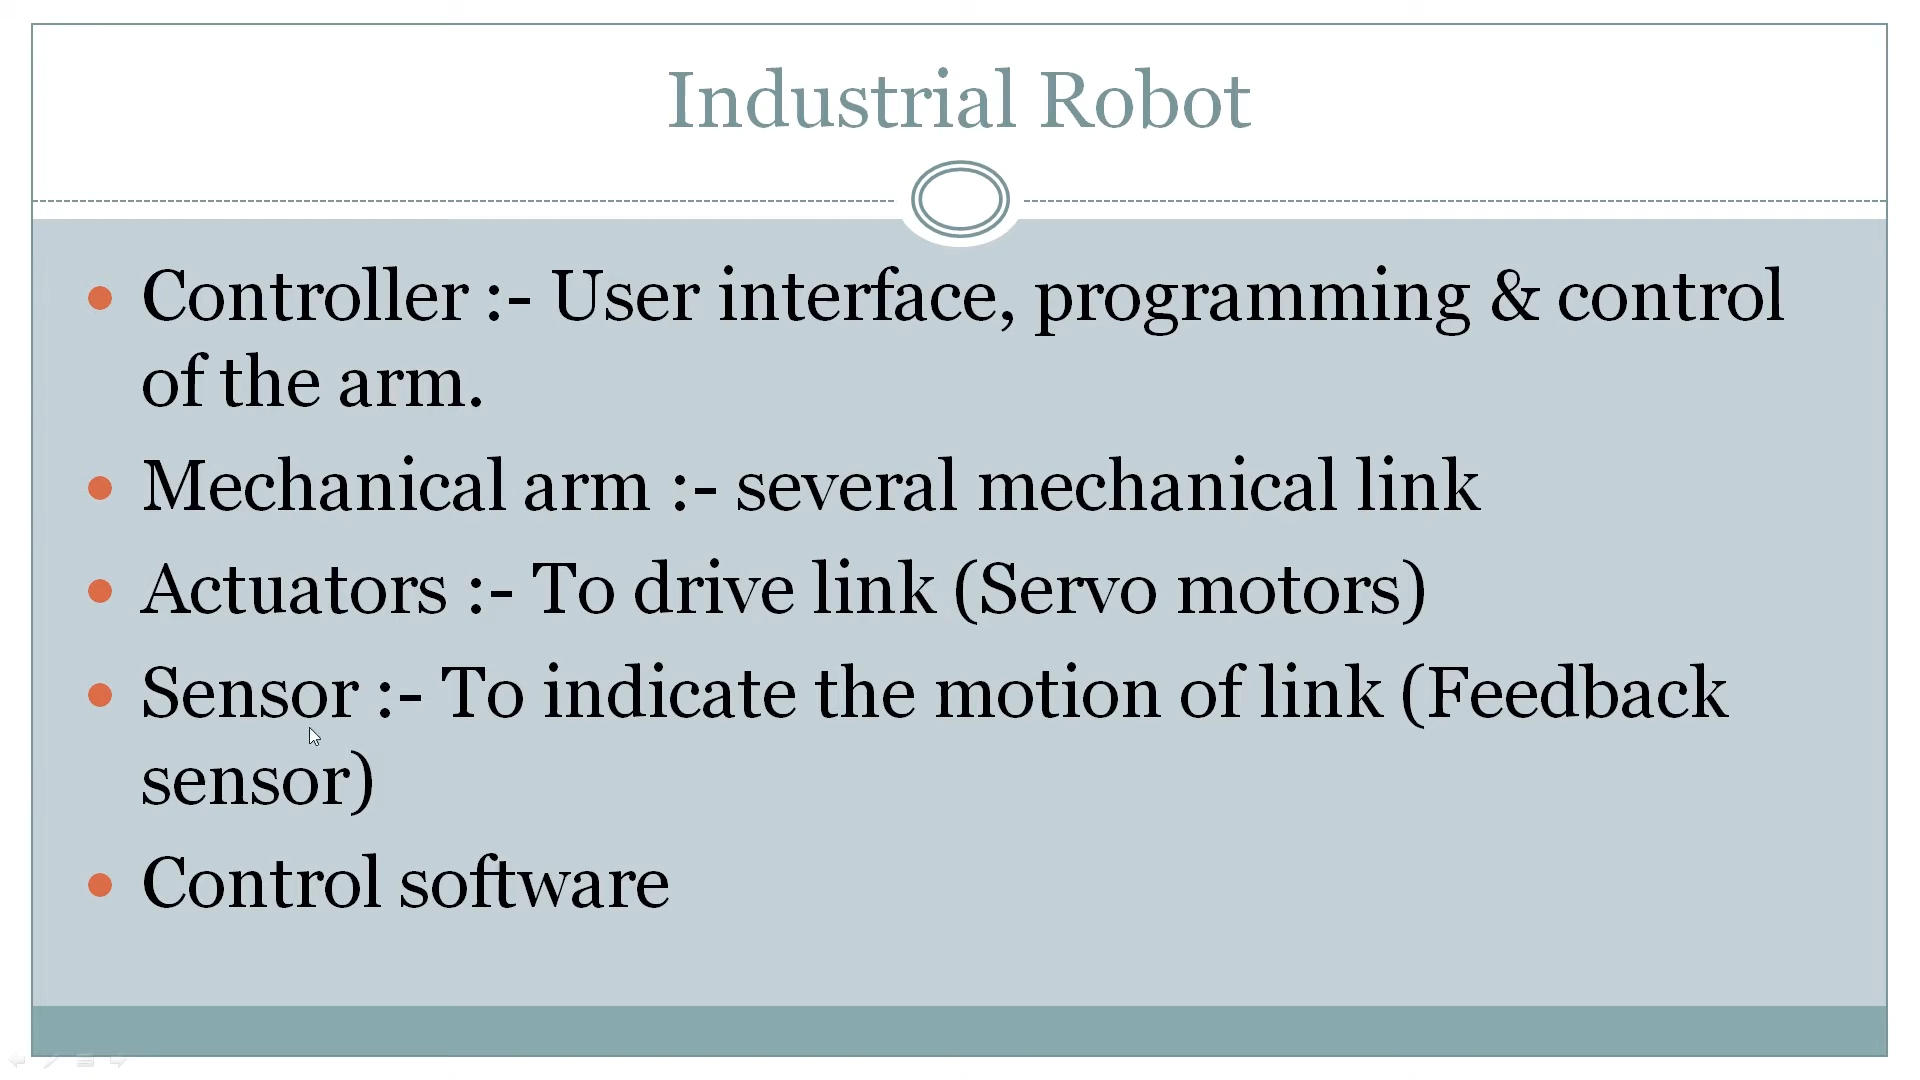 Industrial Robot
• Controller :- User interface, programming & control
of the arm.
• Mechanical arm :- several mechanical link
• Actuators :- To drive link (Servo motors)
• Sensor :- To indicate the motion of link (Feedback
sensor)
• Control software